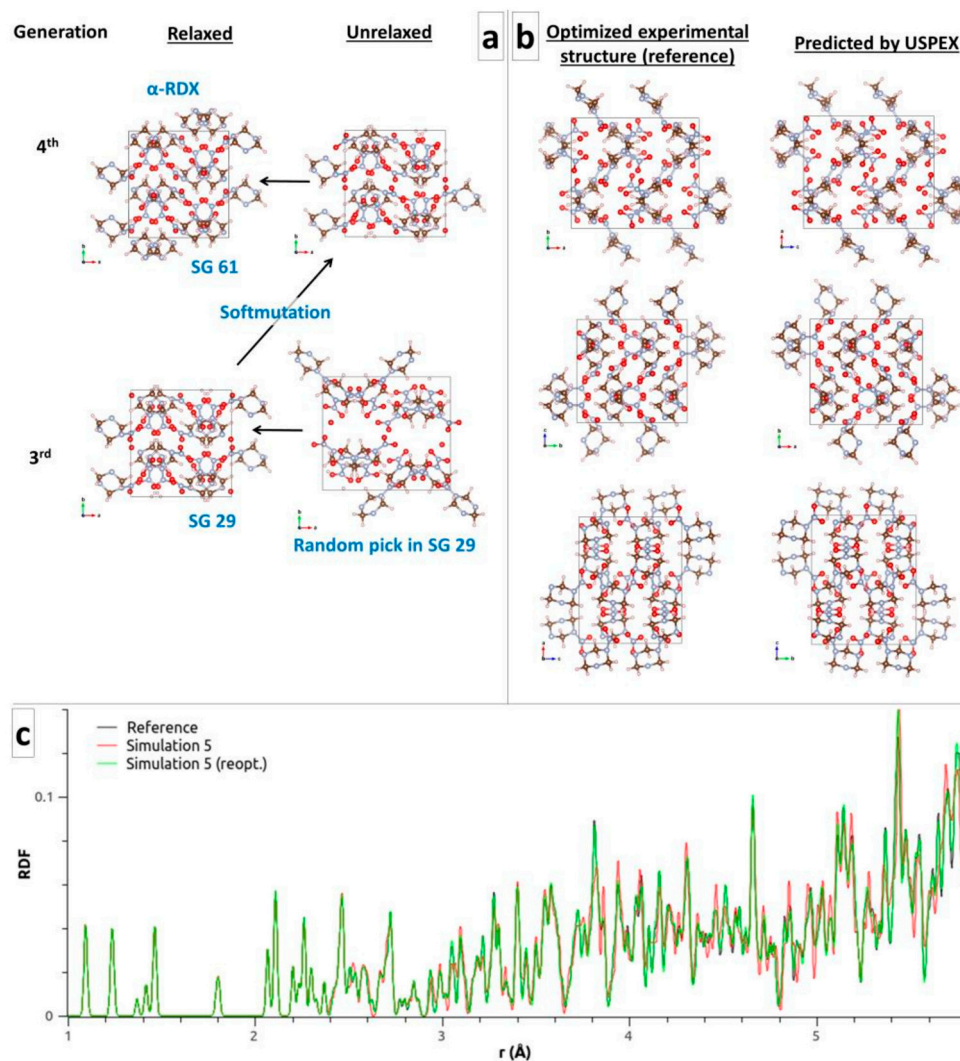 Generation
Relaxed
Unrelaxed
a
α-RDX
4th
SG 61
Softmutation
3rd
SG 29
Random pick in SG 29
b
Optimized experimental
structure (reference)
Predicted by USPEX
c
Reference
Simulation 5
Simulation 5 (reopt.)
RDF
0.1
0
1 2 3 4 5
r (Å)